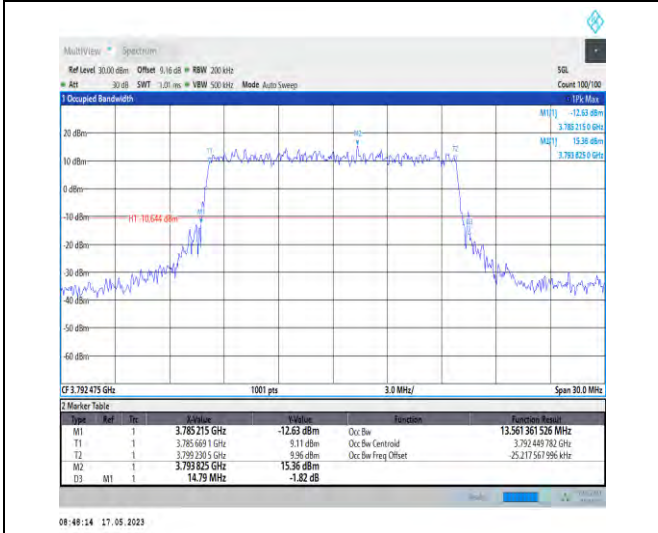 MultiView Spectrum
Ref Level 30.00 dBm Offset 9.16 dB RBW 200 kHz SGL
Att 30 dB SWT 1.01 ms VBW 500 kHz Mode Auto Sweep Count 100/100
1 Occupied Bandwidth 1Pk Max
M1[1] -12.63 dBm
3.785 215 0 GHz
M2[1] 15.36 dBm
3.793 825 0 GHz
20 dBm
M2
T1 T2
10 dBm
0 dBm
-10 dBm
H1 -10.644 dBm
-20 dBm
-30 dBm
-40 dBm
-50 dBm
-60 dBm
CF 3.792 475 GHz 1001 pts 3.0 MHz/ Span 30.0 MHz
2 Marker Table
Type Ref Trc X-Value Y-Value Function Function Result
M1 1 3.785 215 GHz -12.63 dBm Occ Bw 13.561 361 526 MHz
T1 1 3.785 669 1 GHz 9.11 dBm Occ Bw Centroid 3.792 449 782 GHz
T2 1 3.799 230 5 GHz 9.96 dBm Occ Bw Freq Offset -25.217 567 996 kHz
M2 1 3.793 825 GHz 15.36 dBm
D3 M1 1 14.79 MHz -1.82 dB
08:48:14 17.05.2023